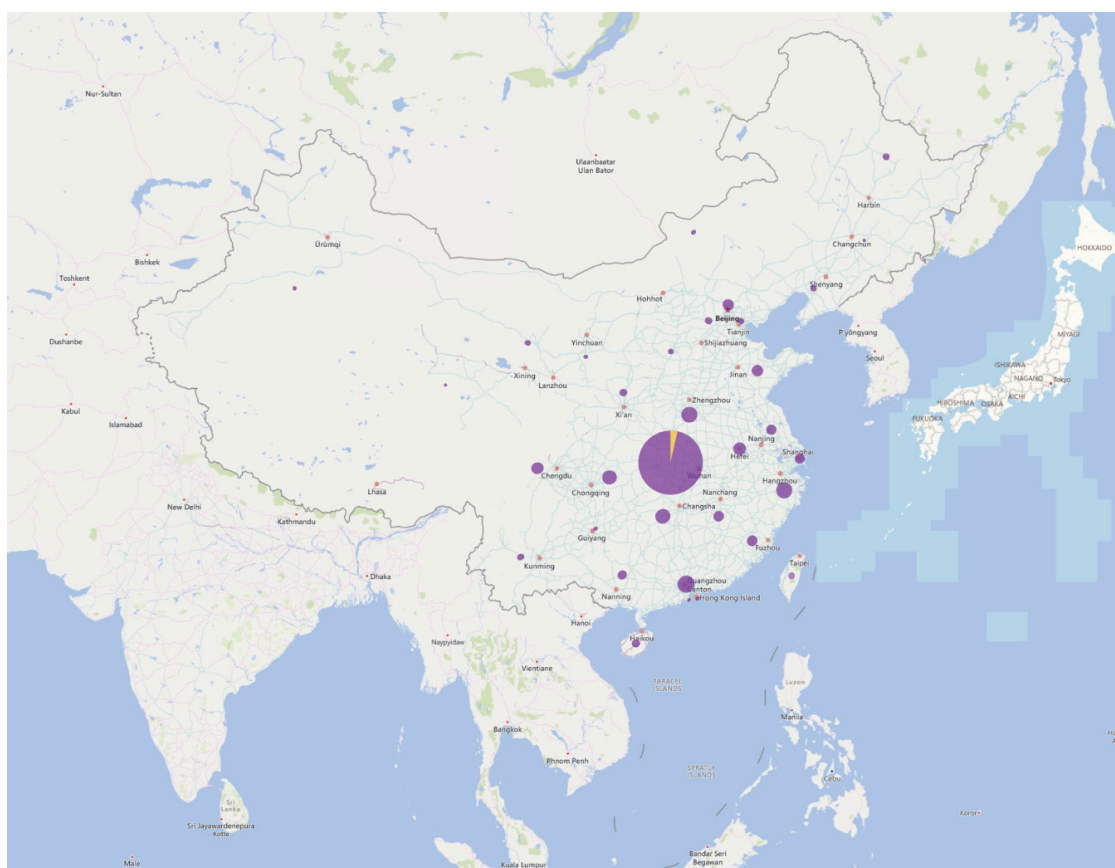 Nur-Sultan
Ulaanbaatar
Ulan Bator
Harbin
Ürümqi
Changchun
HOKKAIDO
Bishkek
Toshkent
Shenyang
Hohhot
Beijing
Tianjin
P'yŏngyang
MIYAGI
Dushanbe
Yinchuan
Shijiazhuang
Seoul
ISHIKAWA
Xining
Jinan
NAGANO
Tokyo
Lanzhou
AICHI
Kabul
Islamabad
Zhengzhou
HIROSHIMA
OSAKA
Xi'an
FUKUOKA
Nanjing
Hefei
Shanghai
Chengdu
Wuhan
Hangzhou
Lhasa
Chongqing
Nanchang
New Delhi
Changsha
Kathmandu
Guiyang
Fuzhou
Kunming
Taipei
Dhaka
Guangzhou
Canton
Nanning
Hong Kong Island
Hanoi
Naypyidaw
Haikou
Vientiane
PARACEL
ISLANDS
Luzon
Manila
Bangkok
Phnom Penh
SPRATLY
ISLANDS
Cebu
Sri
Lanka
Koror
Sri Jayawardenepura
Kotte
Bandar Seri
Begawan
Male
Kuala Lumpur